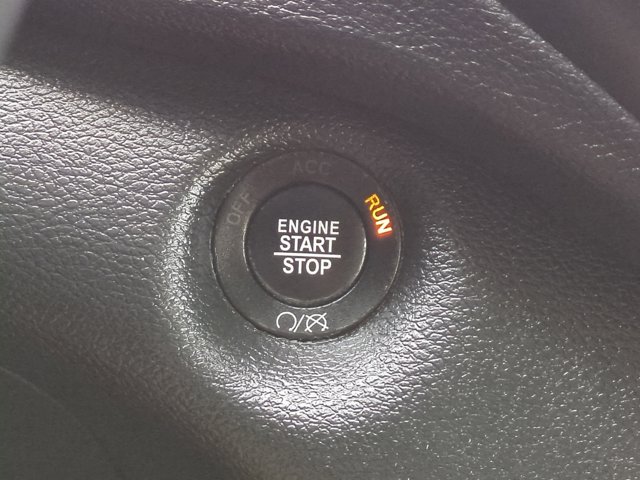 OFF
ACC
RUN
ENGINE
START
STOP